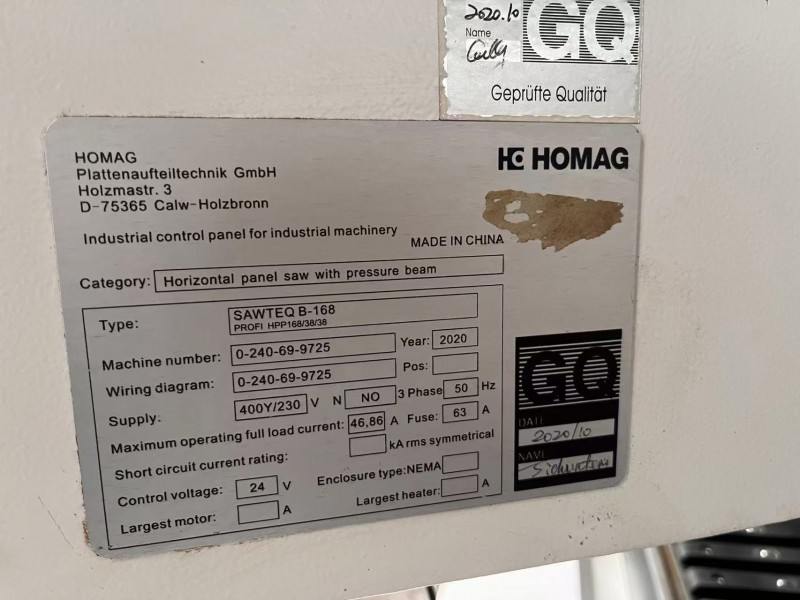 2020.10
Name
GQ
Geprüfte Qualität
HOMAG
HOMAG
Plattenaufteiltechnik GmbH
Holzmastr. 3
D-75365 Calw-Holzbronn
Industrial control panel for industrial machinery
MADE IN CHINA
Category: Horizontal panel saw with pressure beam
Type: SAWTEQ B-168
PROFI HPP168/38/38
Machine number: 0-240-69-9725 Year: 2020
Wiring diagram: 0-240-69-9725 Pos:
Supply: 400Y/230 V N NO 3 Phase 50 Hz
Maximum operating full load current: 46,86 A Fuse: 63 A
Short circuit current rating: kA rms symmetrical
Control voltage: 24 V Enclosure type: NEMA
Largest motor: A Largest heater: A
GQ
DATE
2020/10
NAME